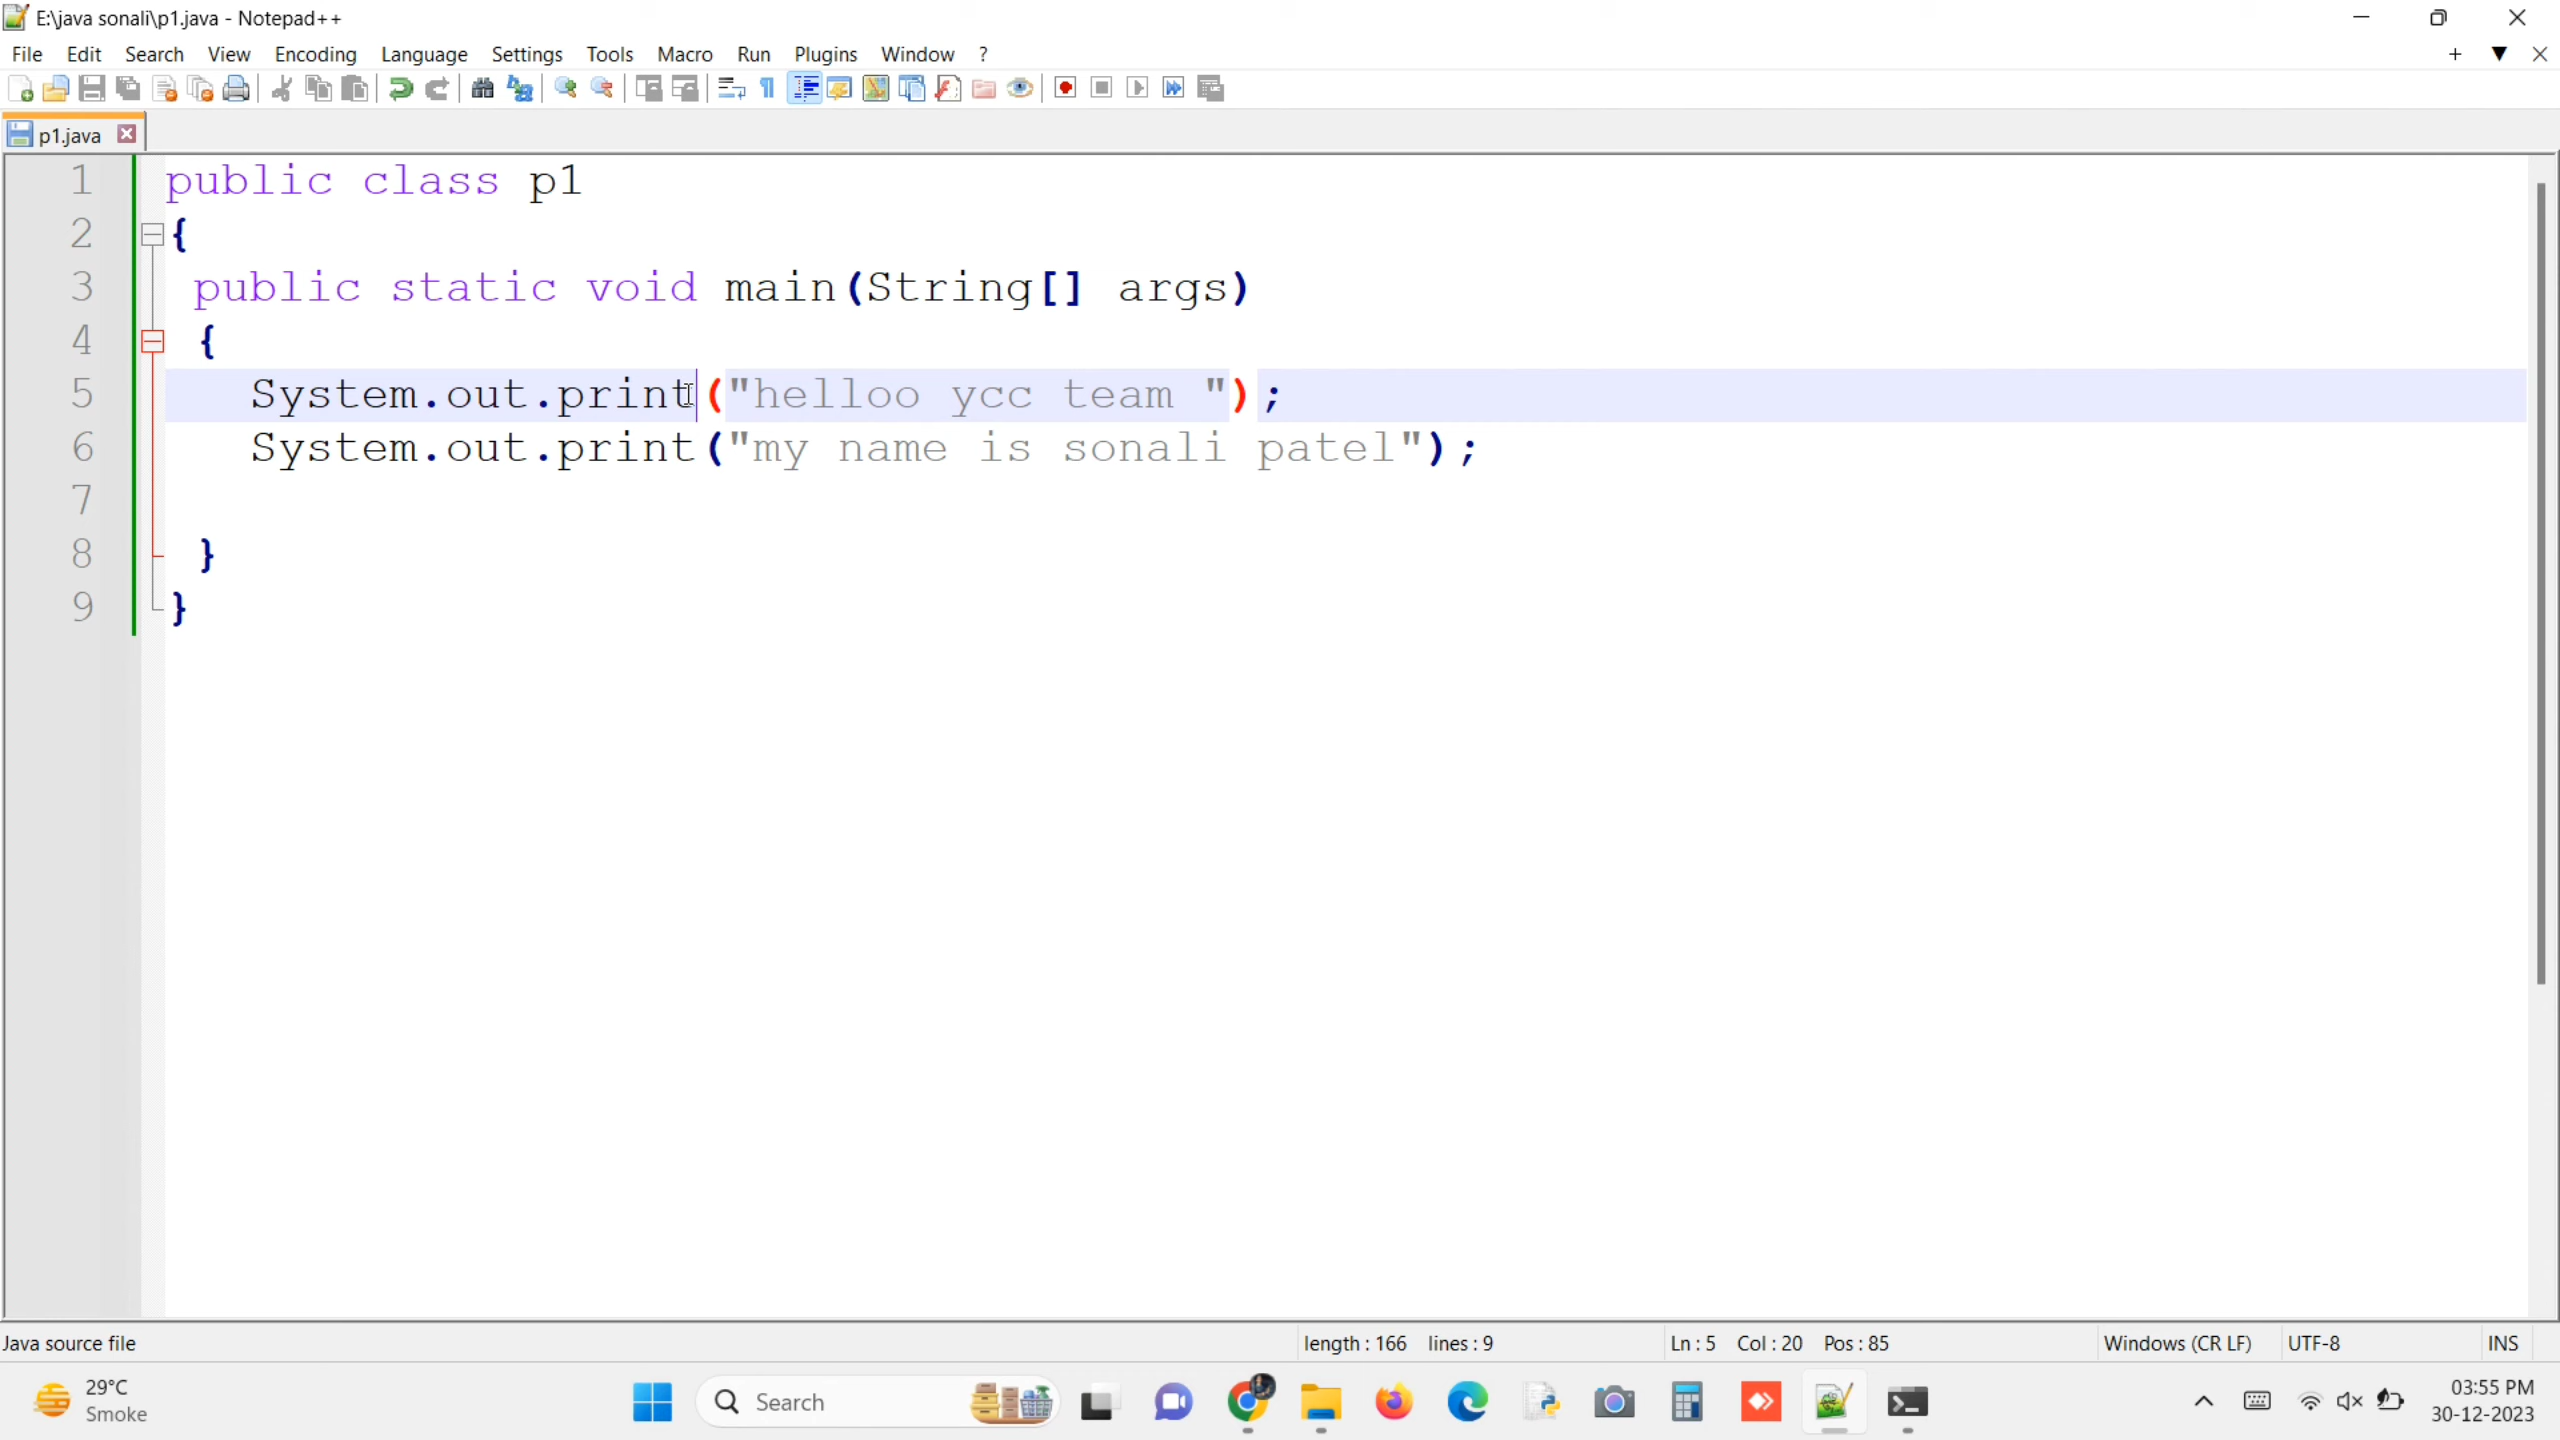 E:\java sonali\p1.java - Notepad++
File Edit Search View Encoding Language Settings Tools Macro Run Plugins Window ?
p1.java
1 public class p1
2 {
3 public static void main(String[] args)
4 {
5 System.out.print("helloo ycc team ");
6 System.out.print("my name is sonali patel");
7
8 }
9 }
Java source file length : 166 lines : 9 Ln : 5 Col : 20 Pos : 85 Windows (CR LF) UTF-8 INS
29°C
Smoke
Search
03:55 PM
30-12-2023